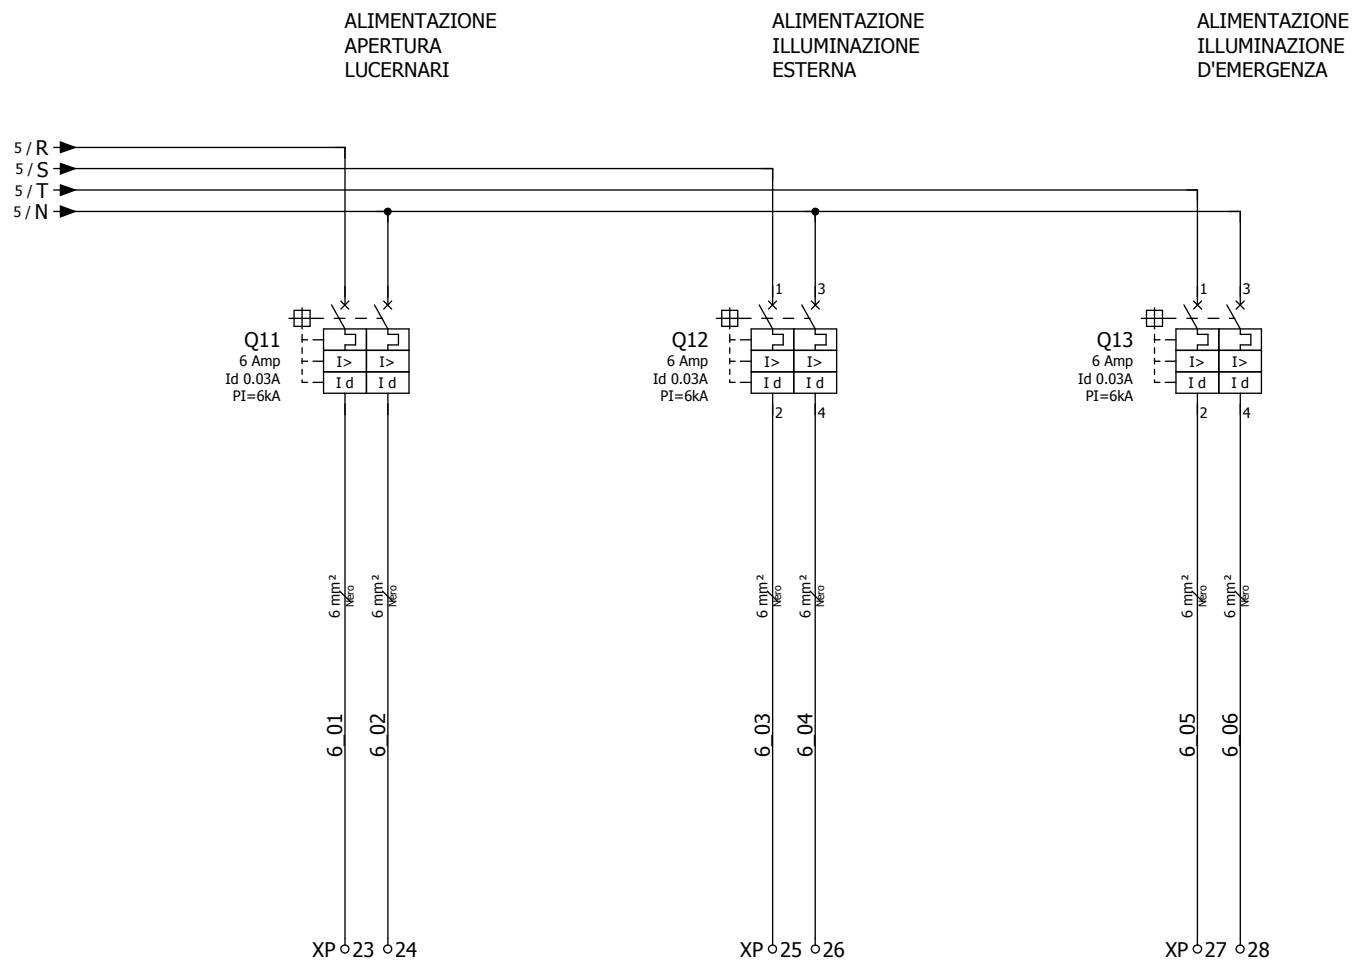 ALIMENTAZIONE
APERTURA
LUCERNARI
ALIMENTAZIONE
ILLUMINAZIONE
ESTERNA
ALIMENTAZIONE
ILLUMINAZIONE
D'EMERGENZA
5 / R
5 / S
5 / T
5 / N
Q11
6 Amp
Id 0.03A
PI=6kA
I> I>
I d I d
1 3
Q12
6 Amp
Id 0.03A
PI=6kA
I> I>
I d I d
2 4
1 3
Q13
6 Amp
Id 0.03A
PI=6kA
I> I>
I d I d
2 4
6 mm²
Nero
6 mm²
Nero
6 mm²
Nero
6 mm²
Nero
6 mm²
Nero
6 mm²
Nero
6_01
6_02
6_03
6_04
6_05
6_06
XP 23 24
XP 25 26
XP 27 28